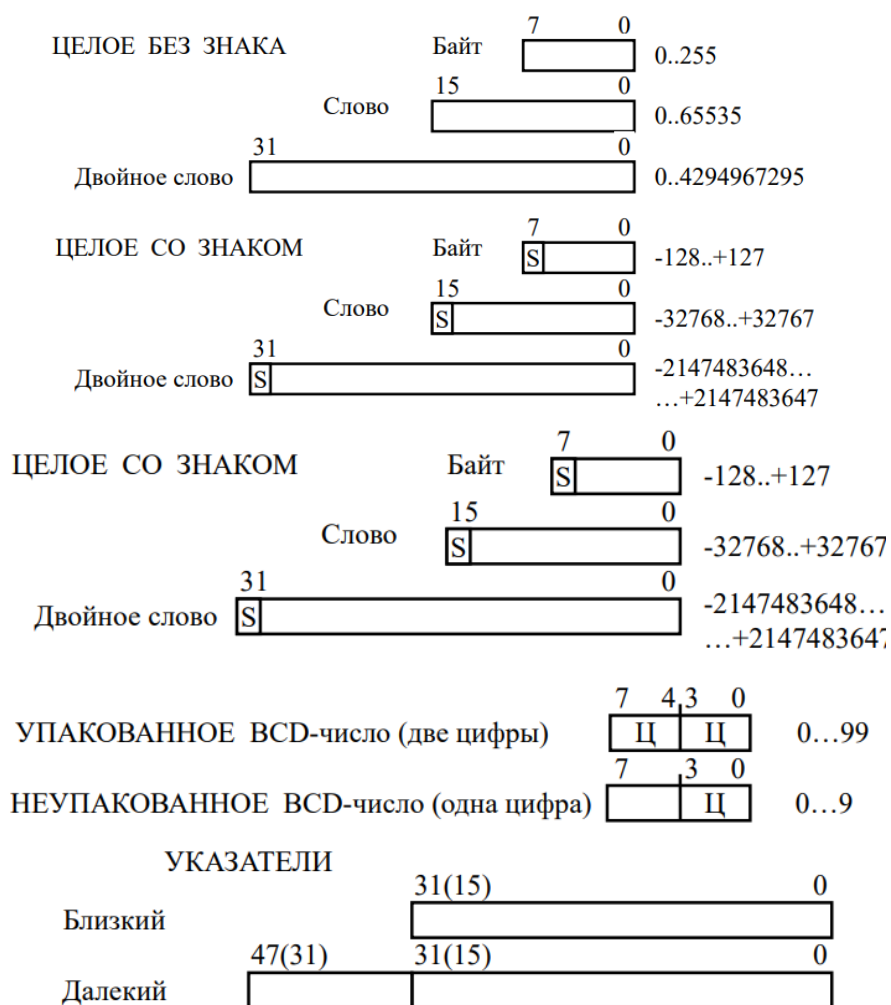 7 0
ЦЕЛОЕ БЕЗ ЗНАКА Байт 0..255
15 0
Слово 0..65535
31 0
Двойное слово 0..4294967295
7 0
ЦЕЛОЕ СО ЗНАКОМ Байт S -128..+127
15 0
Слово S -32768..+32767
31 0
Двойное слово S -2147483648…
…+2147483647
7 0
ЦЕЛОЕ СО ЗНАКОМ Байт S -128..+127
15 0
Слово S -32768..+32767
31 0
Двойное слово S -2147483648…
…+2147483647
7 4 3 0
УПАКОВАННОЕ BCD-число (две цифры) Ц Ц 0…99
7 3 0
НЕУПАКОВАННОЕ BCD-число (одна цифра) Ц 0…9
УКАЗАТЕЛИ
31(15) 0
Близкий
47(31) 31(15) 0
Далекий